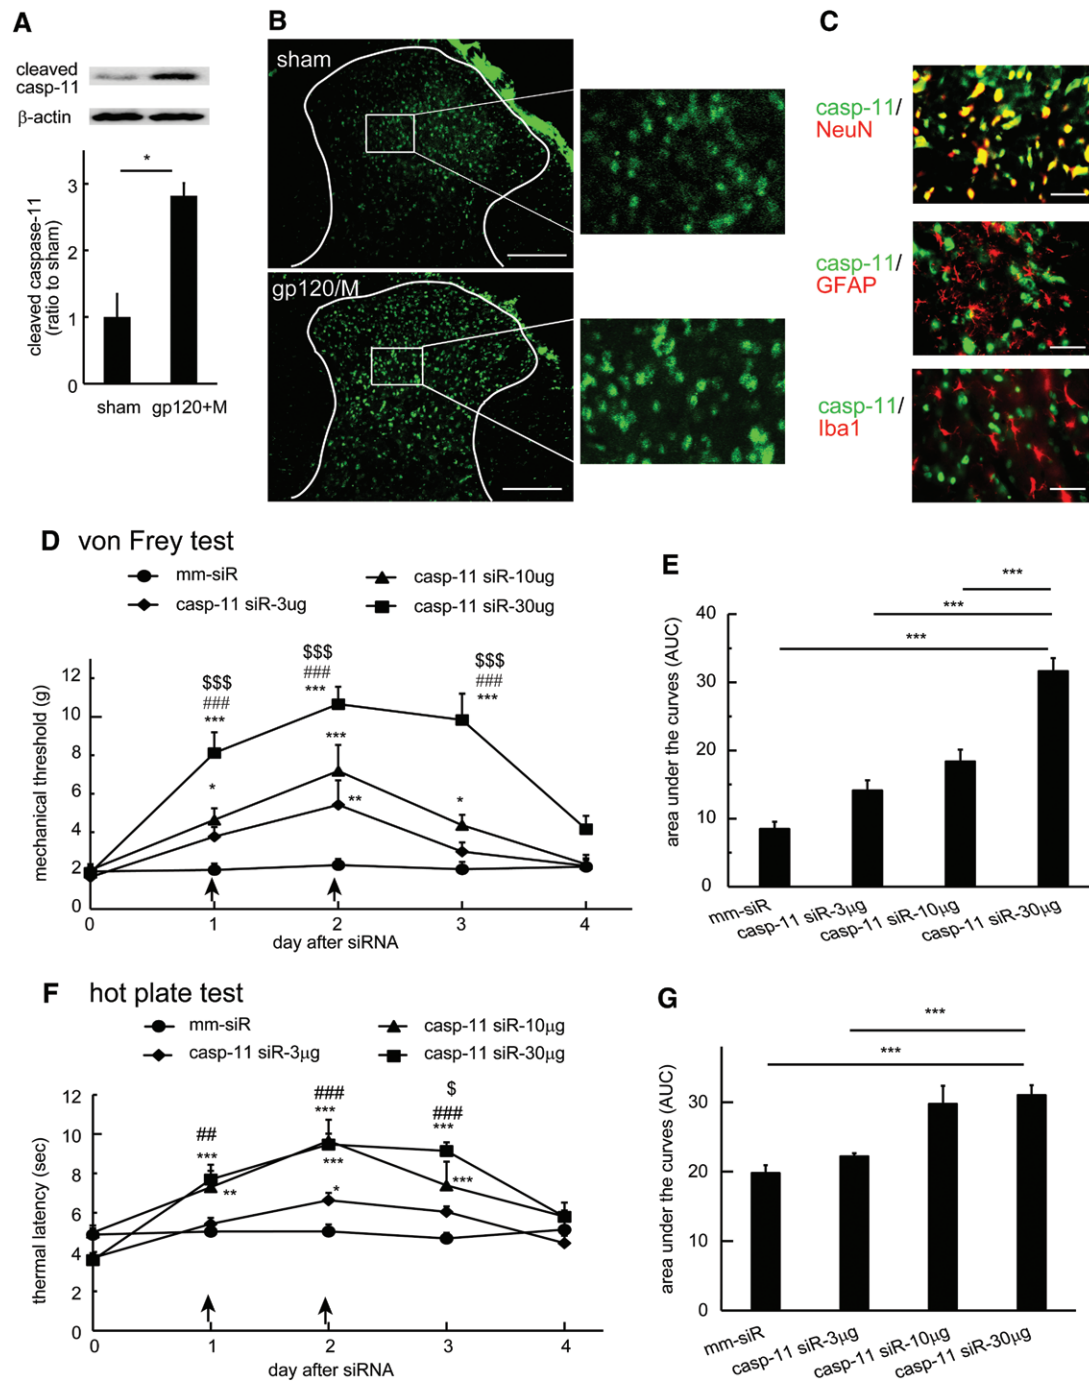 A
cleaved
casp-11
β-actin
*
3
2
1
0
cleaved caspase-11
(ratio to sham)
sham
gp120+M
B
sham
gp120/M
C
casp-11/
NeuN
casp-11/
GFAP
casp-11/
Iba1
D von Frey test
mm-siR
casp-11 siR-3ug
casp-11 siR-10ug
casp-11 siR-30ug
mechanical threshold (g)
12
10
8
6
4
2
0
$$$
###
***
*
$$$
###
***
***
**
$$$
###
***
*
0 1 2 3 4
day after siRNA
E
***
***
***
area under the curves (AUC)
40
30
20
10
0
mm-siR
casp-11 siR-3μg
casp-11 siR-10μg
casp-11 siR-30μg
F hot plate test
mm-siR
casp-11 siR-3μg
casp-11 siR-10μg
casp-11 siR-30μg
thermal latency (sec)
12
10
8
6
4
2
0
##
***
**
###
***
***
*
$
###
***
***
0 1 2 3 4
day after siRNA
G
***
***
area under the curves (AUC)
30
20
10
0
mm-siR
casp-11 siR-3μg
casp-11 siR-10μg
casp-11 siR-30μg